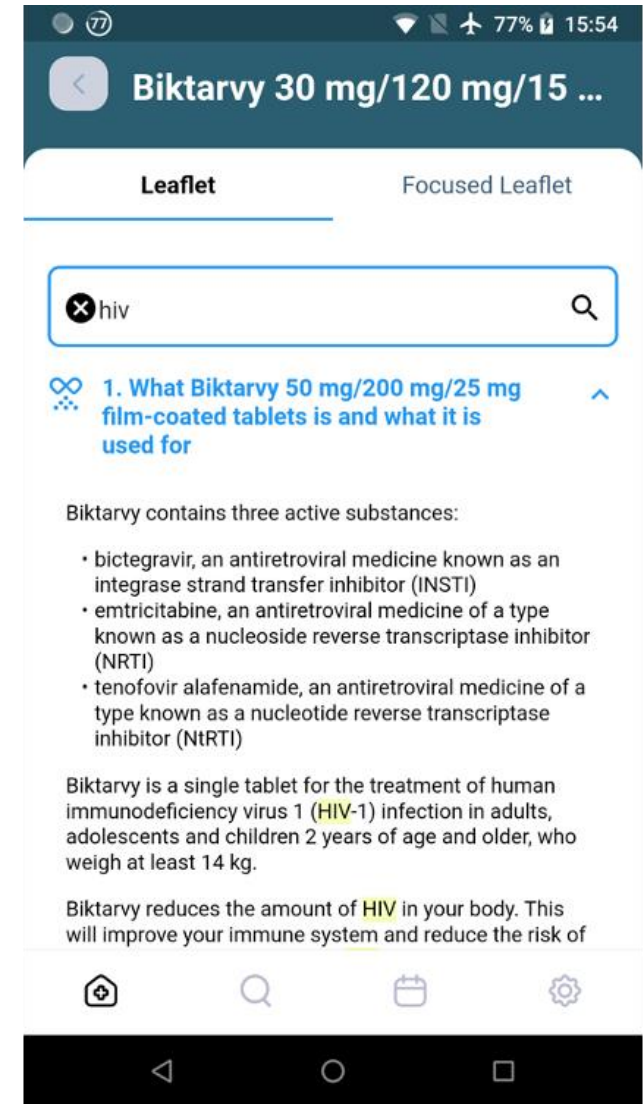 77 77% 15:54
Biktarvy 30 mg/120 mg/15 ...
Leaflet Focused Leaflet
hiv
1. What Biktarvy 50 mg/200 mg/25 mg
film-coated tablets is and what it is
used for
Biktarvy contains three active substances:
• bictegravir, an antiretroviral medicine known as an
integrase strand transfer inhibitor (INSTI)
• emtricitabine, an antiretroviral medicine of a type
known as a nucleoside reverse transcriptase inhibitor
(NRTI)
• tenofovir alafenamide, an antiretroviral medicine of a
type known as a nucleotide reverse transcriptase
inhibitor (NtRTI)
Biktarvy is a single tablet for the treatment of human
immunodeficiency virus 1 (HIV-1) infection in adults,
adolescents and children 2 years of age and older, who
weigh at least 14 kg.
Biktarvy reduces the amount of HIV in your body. This
will improve your immune system and reduce the risk of